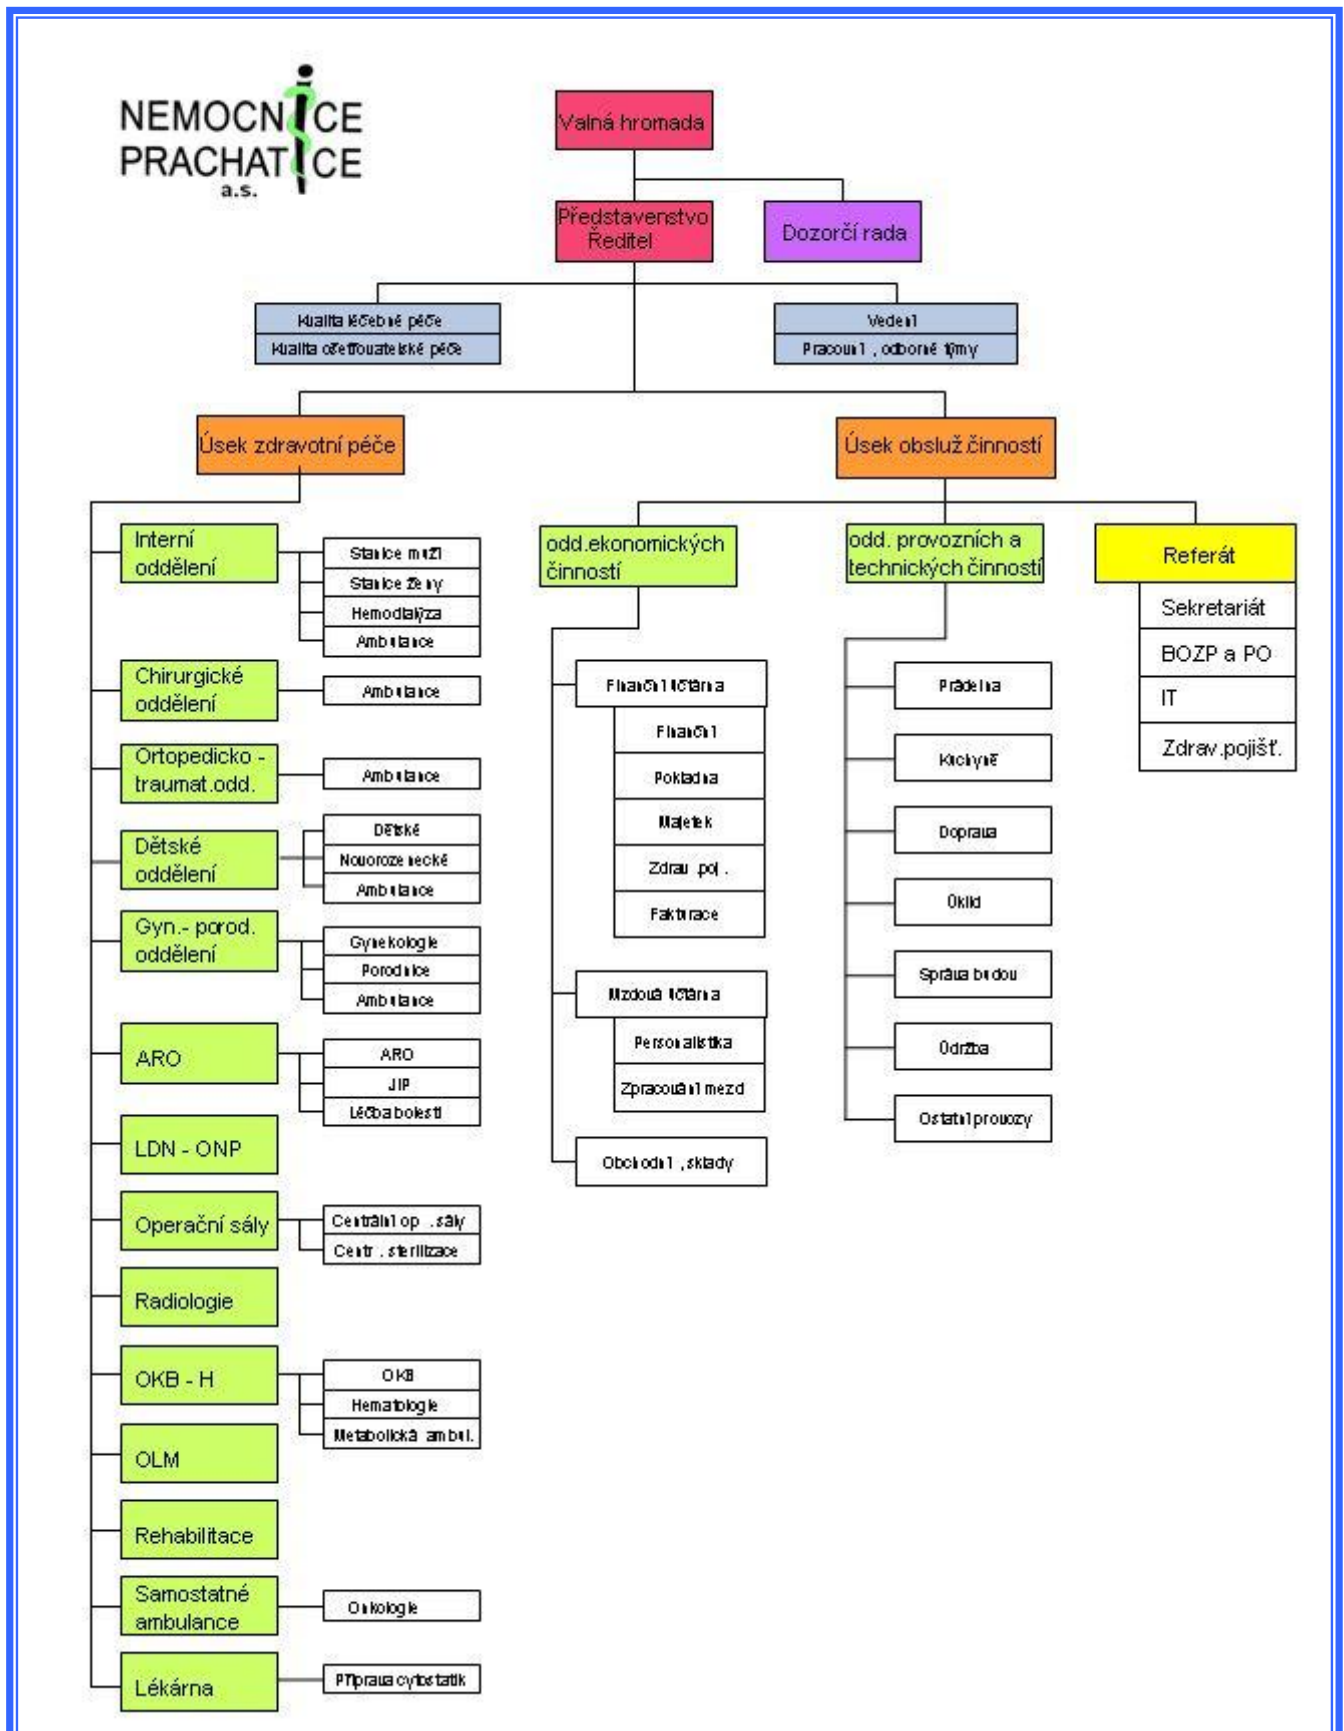 NEMOCNICE
PRACHATICE
a.s.
Valná hromada
Představenstvo
Ředitel
Dozorčí rada
Kvalita léčebné péče
Kvalita ošetřovatelské péče
Vedení
Pracovní , odborné týmy
Úsek zdravotní péče
Úsek obsluž.činností
Interní
oddělení
Stanice muži
Stanice ženy
Hemodialýza
Ambulance
Chirurgické
oddělení
Ambulance
Ortopedicko -
traumat.odd.
Ambulance
Dětské
oddělení
Dětské
Novorozenecké
Ambulance
Gyn.- porod.
oddělení
Gynekologie
Porodnice
Ambulance
ARO
ARO
JIP
Léčba bolesti
LDN - ONP
Operační sály
Centrální op . sály
Centr . sterilizace
Radiologie
OKB - H
OKB
Hematologie
Metabolická ambul.
OLM
Rehabilitace
Samostatné
ambulance
Onkologie
Lékárna
Příprava cytostatik
odd.ekonomických
činností
Finanční účtárna
Finanční
Pokladna
Majetek
Zdrav .poj .
Fakturace
Mzdová účtárna
Personalistika
Zpracování mezd
Obchodní , sklady
odd. provozních a
technických činností
Prádelna
Kuchyně
Doprava
Úklid
Správa budov
Údržba
Ostatní provozy
Referát
Sekretariát
BOZP a PO
IT
Zdrav.pojišť.